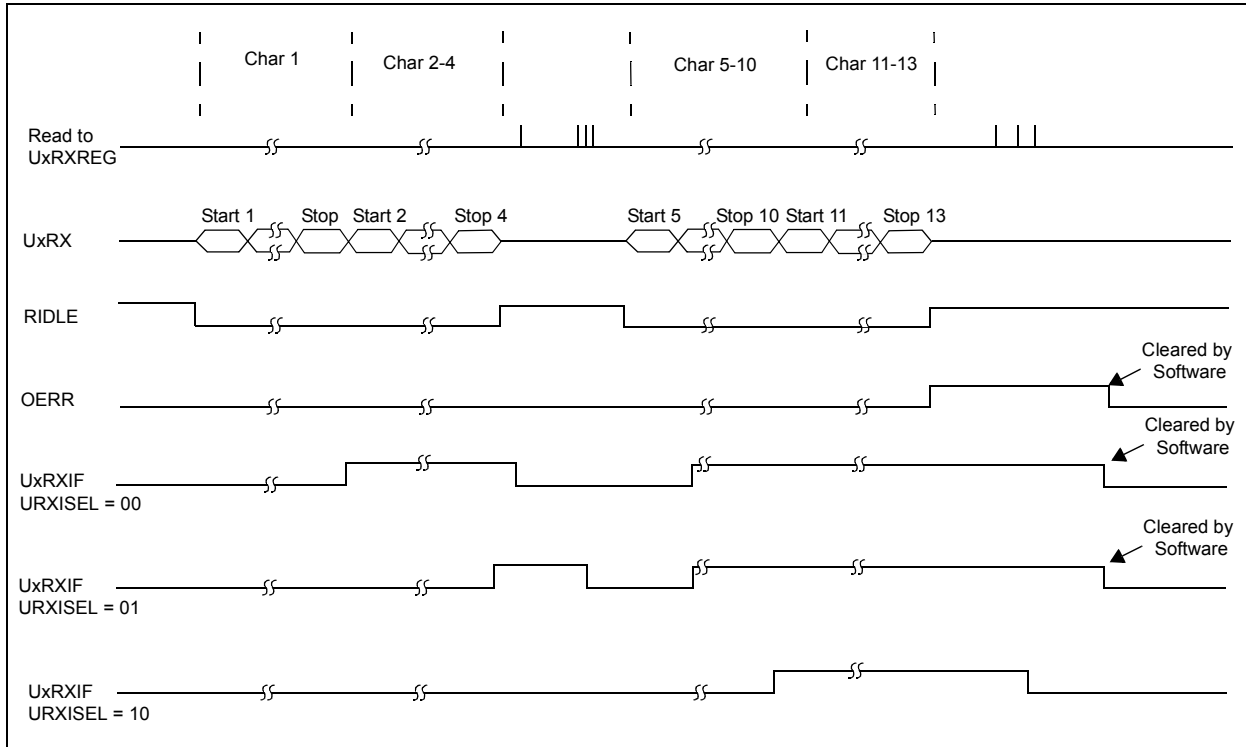 Char 1
Char 2-4
Char 5-10
Char 11-13
Read to
UxRXREG
Start 1
Stop
Start 2
Stop 4
Start 5
Stop 10
Start 11
Stop 13
UxRX
RIDLE
Cleared by
Software
OERR
Cleared by
Software
UxRXIF
URXISEL = 00
Cleared by
Software
UxRXIF
URXISEL = 01
UxRXIF
URXISEL = 10